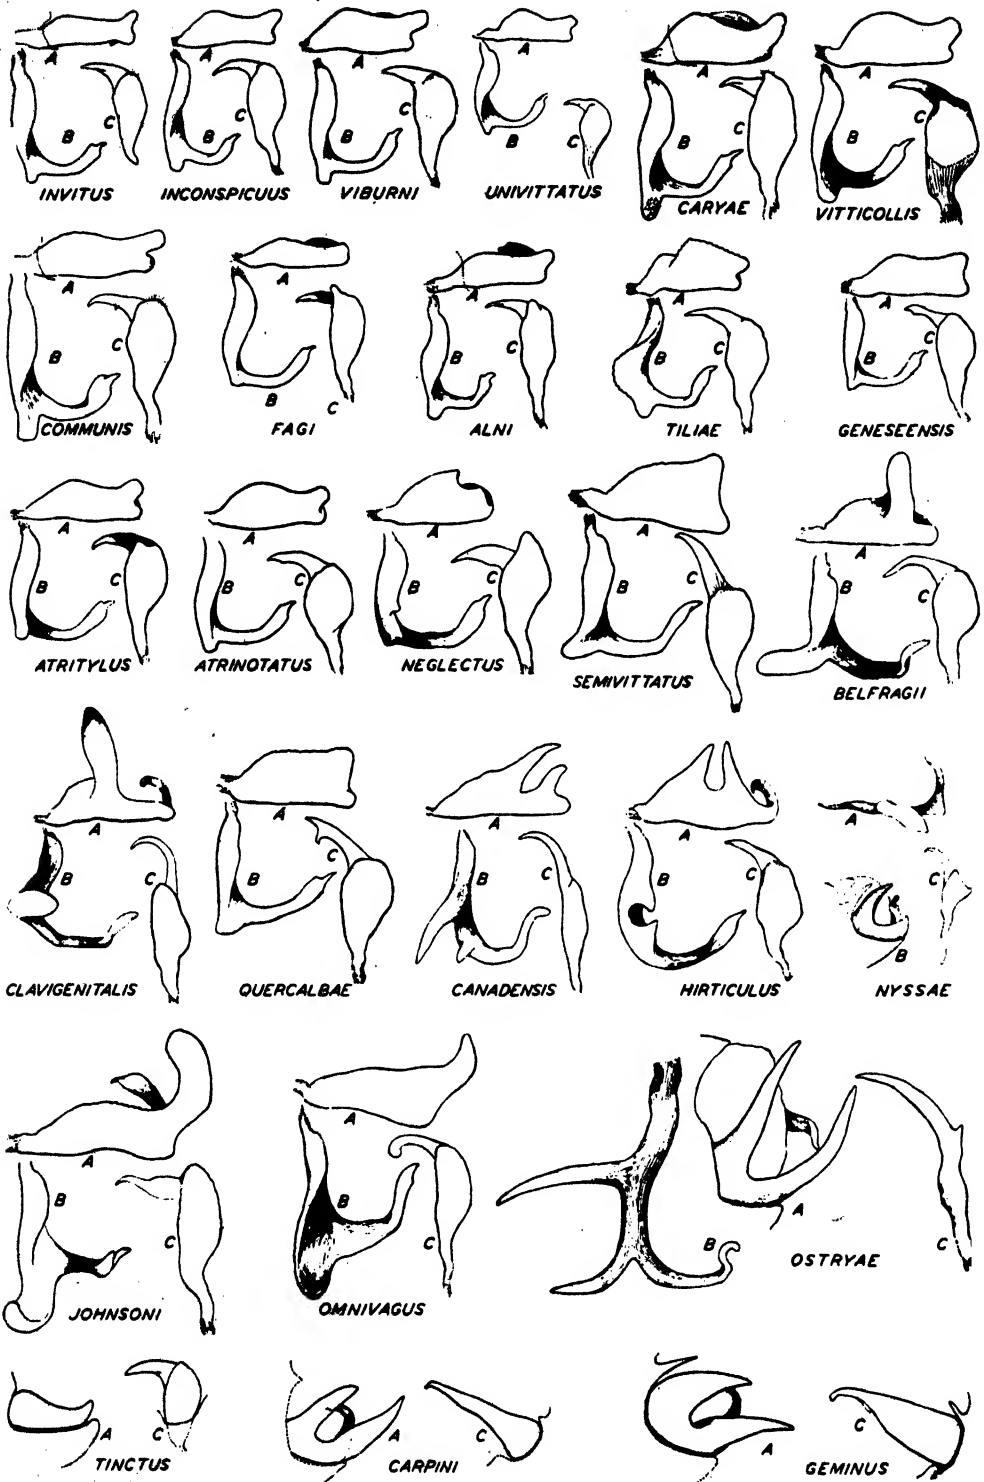 A A A A A A
B C B C B C B C B C B C
INVITUS INCONSPICUUS VIBURNI UNIVITTATUS CARYAE VITTICOLLIS
A A A A A
B C B C B C B C B C
COMMUNIS FAGI ALNI TILIAE GENESEENSIS
A A A A A
B C B C B C B C B C
ATRITYLUS ATRINOTATUS NEGLECTUS SEMIVITTATUS BELFRAGII
A A A A A
B C B C B C B C B C
CLAVIGENITALIS QUERCALBAE CANADENSIS HIRTICULUS NYSSAE
A A A
B C B C B C
JOHNSONI OMNIVAGUS OSTRYAE
A C A C A C
TINCTUS CARPINI GEMINUS